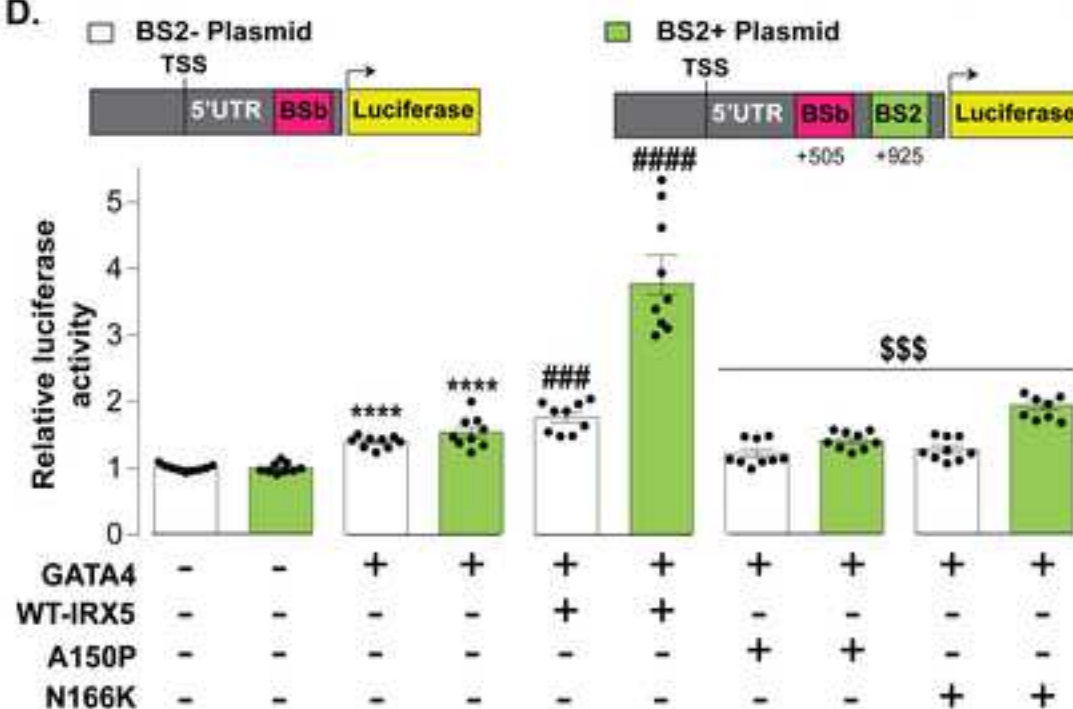 D.
BS2- Plasmid
BS2+ Plasmid
TSS
TSS
5'UTR BSb Luciferase
5'UTR BSb BS2 Luciferase
+505 +925
####
5
4
3
2
1
0
Relative luciferase
activity
****
****
###
$$$
GATA4 - - + + + + + + + +
WT-IRX5 - - - - + + - - - -
A150P - - - - - - + + - -
N166K - - - - - - - - + +